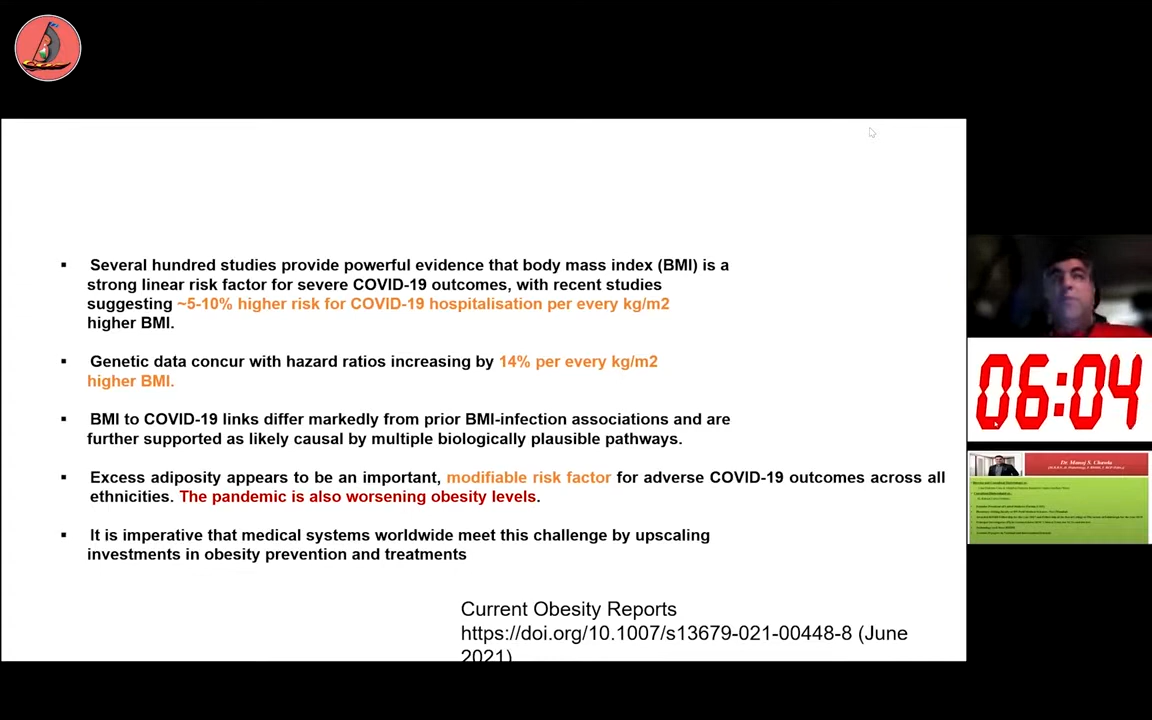 Several hundred studies provide powerful evidence that body mass index (BMI) is a
strong linear risk factor for severe COVID-19 outcomes, with recent studies
suggesting ~5-10% higher risk for COVID-19 hospitalisation per every kg/m2
higher BMI.
Genetic data concur with hazard ratios increasing by 14% per every kg/m2
higher BMI.
BMI to COVID-19 links differ markedly from prior BMI-infection associations and are
further supported as likely causal by multiple biologically plausible pathways.
Excess adiposity appears to be an important, modifiable risk factor for adverse COVID-19 outcomes across all
ethnicities. The pandemic is also worsening obesity levels.
It is imperative that medical systems worldwide meet this challenge by upscaling
investments in obesity prevention and treatments
Current Obesity Reports
https://doi.org/10.1007/s13679-021-00448-8 (June
2021)
06:04
Dr. Manoj S. Chawla